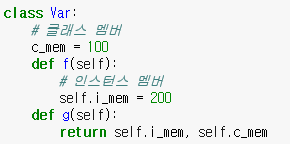 class Var:
    # 클래스 멤버
    c_mem = 100
    def f(self):
        # 인스턴스 멤버
        self.i_mem = 200
    def g(self):
        return self.i_mem, self.c_mem